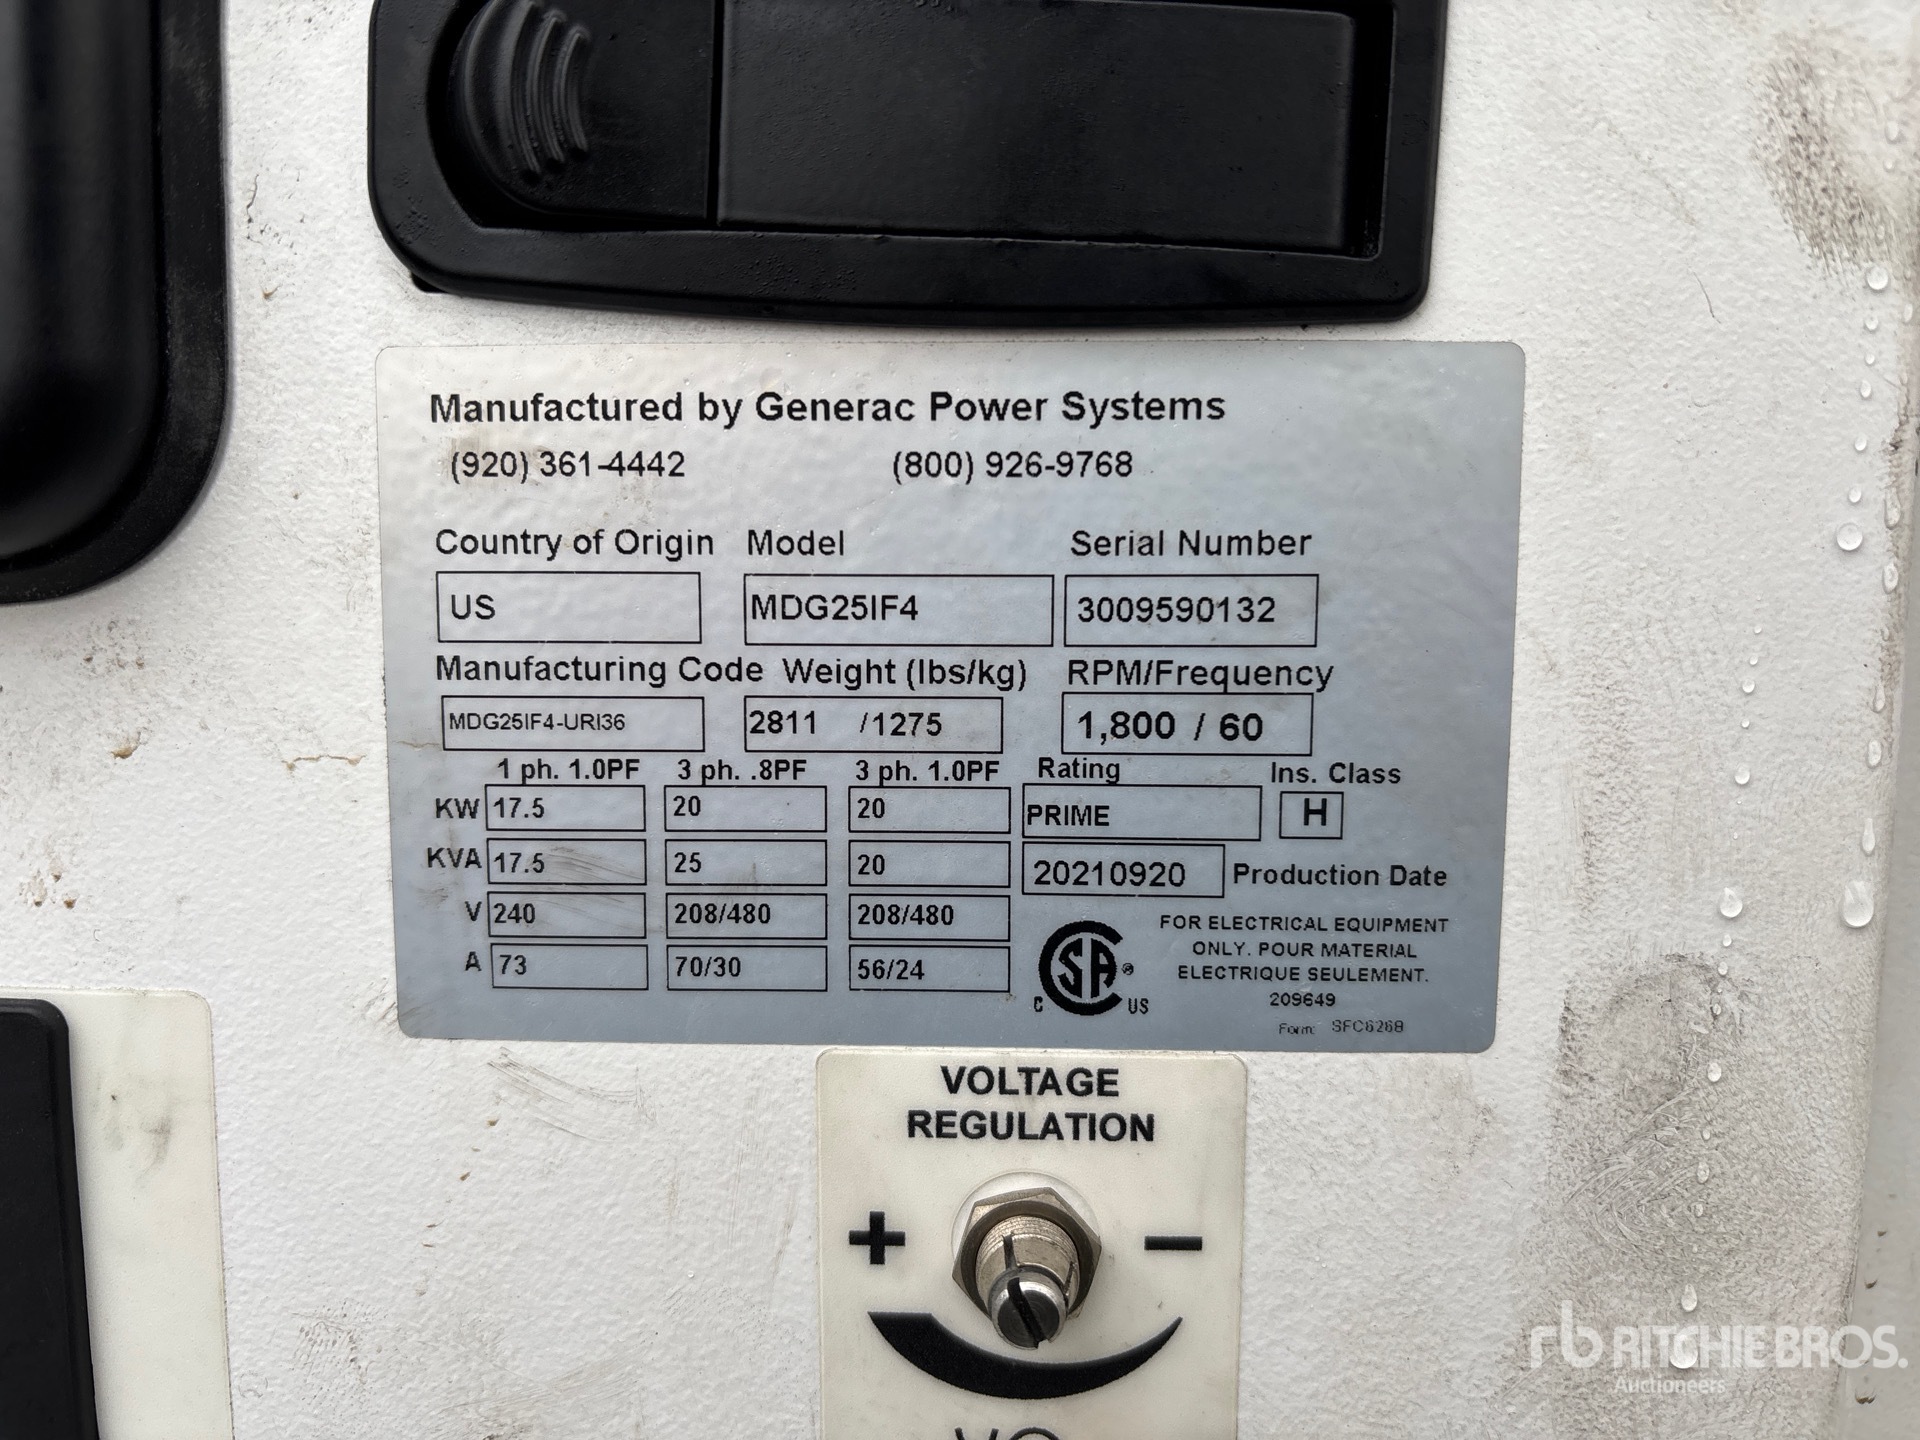 Manufactured by Generac Power Systems
(920) 361-4442 (800) 926-9768
Country of Origin Model Serial Number
US MDG25IF4 3009590132
Manufacturing Code Weight (lbs/kg) RPM/Frequency
MDG25IF4-URI36 2811 /1275 1,800 / 60
1 ph. 1.0PF 3 ph. .8PF 3 ph. 1.0PF Rating Ins. Class
KW 17.5 20 20 PRIME H
KVA 17.5 25 20 20210920 Production Date
V 240 208/480 208/480
A 73 70/30 56/24
FOR ELECTRICAL EQUIPMENT
ONLY. POUR MATERIAL
ELECTRIQUE SEULEMENT.
209649
Form: SFC6268
C SA ® US
VOLTAGE
REGULATION
+ −
rb RITCHIE BROS.
Auctioneers